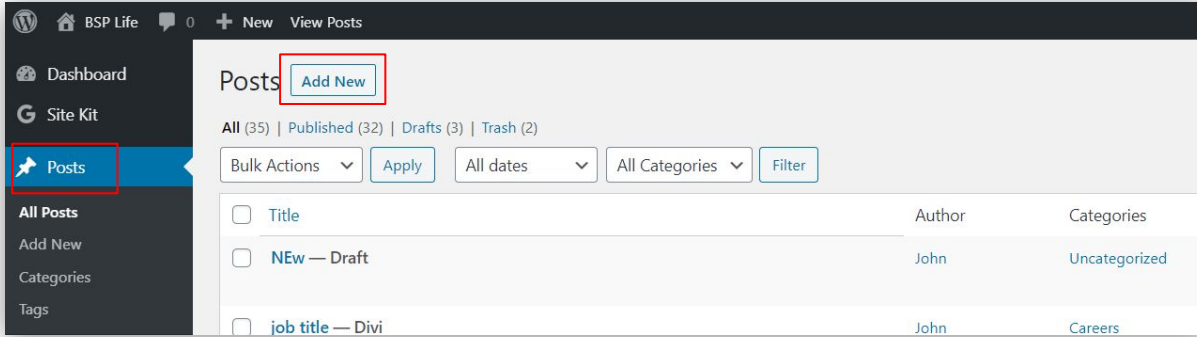 BSP Life 0 New View Posts
Dashboard
Site Kit
Posts
All Posts
Add New
Categories
Tags
Posts Add New
All (35) | Published (32) | Drafts (3) | Trash (2)
Bulk Actions Apply All dates All Categories Filter
Title Author Categories
NEw — Draft John Uncategorized
job title — Divi John Careers